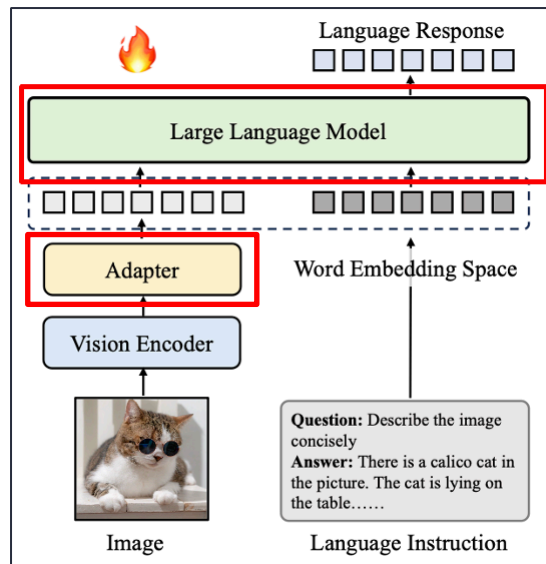 Language Response
Large Language Model
Adapter
Word Embedding Space
Vision Encoder
Question: Describe the image
concisely
Answer: There is a calico cat in
the picture. The cat is lying on
the table……
Image
Language Instruction